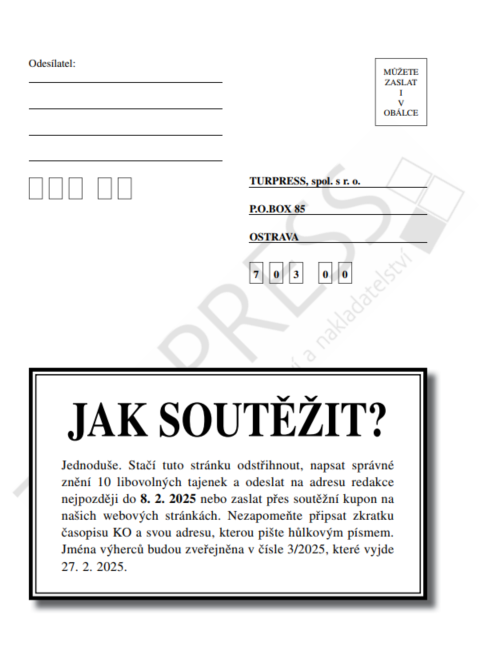 Odesílatel:
MŮŽETE
ZASLAT
I
V
OBÁLCE
TURPRESS, spol. s r. o.
P.O.BOX 85
OSTRAVA
7 0 3 0 0
PRESS
í a nakladatelství
JAK SOUTĚŽIT?
Jednoduše. Stačí tuto stránku odstřihnout, napsat správné
znění 10 libovolných tajenek a odeslat na adresu redakce
nejpozději do 8. 2. 2025 nebo zaslat přes soutěžní kupon na
našich webových stránkách. Nezapomeňte připsat zkratku
časopisu KO a svou adresu, kterou pište hůlkovým písmem.
Jména výherců budou zveřejněna v čísle 3/2025, které vyjde
27. 2. 2025.